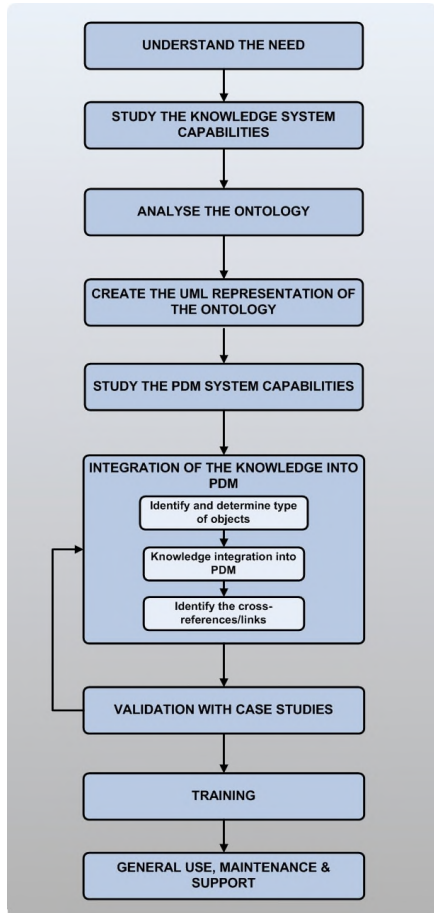 UNDERSTAND THE NEED
STUDY THE KNOWLEDGE SYSTEM
CAPABILITIES
ANALYSE THE ONTOLOGY
CREATE THE UML REPRESENTATION OF
THE ONTOLOGY
STUDY THE PDM SYSTEM CAPABILITIES
INTEGRATION OF THE KNOWLEDGE INTO
PDM
Identify and determine type
of objects
Knowledge integration into
PDM
Identify the cross-
references/links
VALIDATION WITH CASE STUDIES
TRAINING
GENERAL USE, MAINTENANCE &
SUPPORT